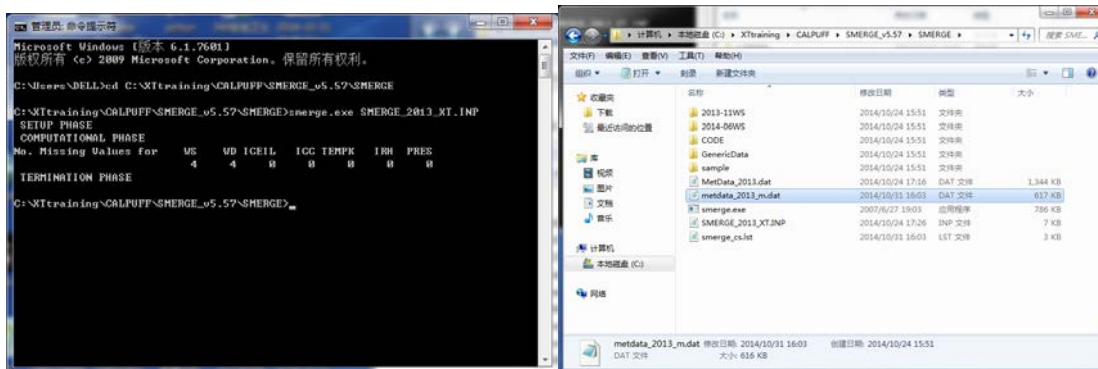 管理员: 命令提示符
Microsoft Windows [版本 6.1.7601]
版权所有 (c) 2009 Microsoft Corporation。保留所有权利。
C:\Users\DELL>cd C:\XTtraining\CALPUFF\SMERGE_v5.57\SMERGE
C:\XTtraining\CALPUFF\SMERGE_v5.57\SMERGE>smerge.exe SMERGE_2013_XT.INP
SETUP PHASE
COMPUTATIONAL PHASE
No. Missing Values for WS WD ICEIL ICC TEMPK IRH PRES
4 4 0 0 0 0 0
TERMINATION PHASE
C:\XTtraining\CALPUFF\SMERGE_v5.57\SMERGE>_
计算机 ▸ 本地磁盘 (C:) ▸ XTtraining ▸ CALPUFF ▸ SMERGE_v5.57 ▸ SMERGE ▸
搜索 SME...
文件(F) 编辑(E) 查看(V) 工具(T) 帮助(H)
组织 打开 刻录 新建文件夹
收藏夹
下载
最近访问的位置
库
视频
图片
文档
音乐
计算机
本地磁盘 (C:)
网络
名称 修改日期 类型 大小
2013-11WS 2014/10/24 15:51 文件夹
2014-06WS 2014/10/24 15:51 文件夹
CODE 2014/10/24 15:51 文件夹
GenericData 2014/10/24 15:51 文件夹
sample 2014/10/24 15:51 文件夹
MetData_2013.dat 2014/10/24 17:16 DAT 文件 1,344 KB
metdata_2013_m.dat 2014/10/31 16:03 DAT 文件 617 KB
smerge.exe 2007/6/27 19:03 应用程序 786 KB
SMERGE_2013_XT.INP 2014/10/24 17:26 INP 文件 7 KB
smerge_cs.lst 2014/10/31 16:03 LST 文件 3 KB
metdata_2013_m.dat 修改日期: 2014/10/31 16:03 创建日期: 2014/10/24 15:51
DAT 文件 大小: 616 KB